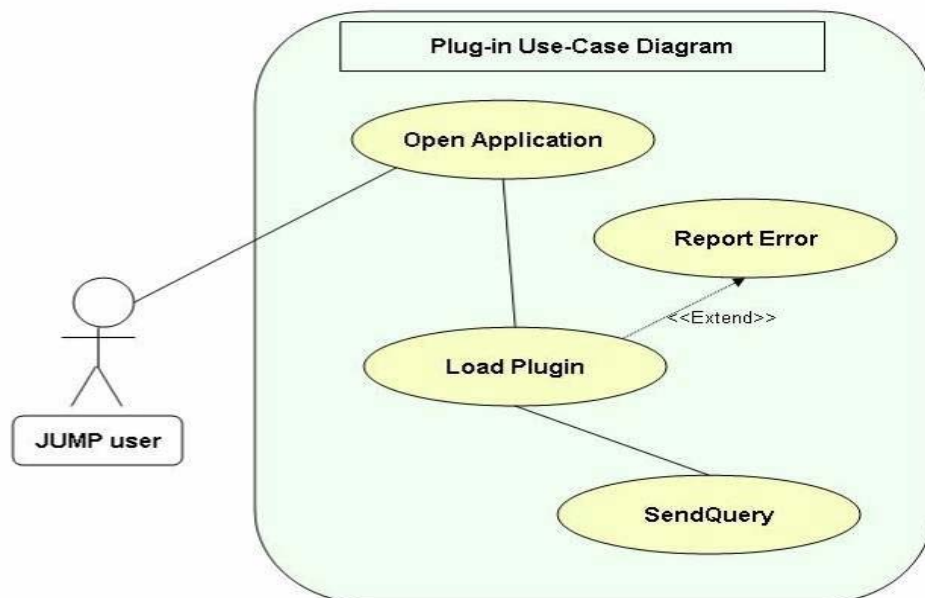 Plug-in Use-Case Diagram
Open Application
Report Error
<<Extend>>
Load Plugin
JUMP user
SendQuery